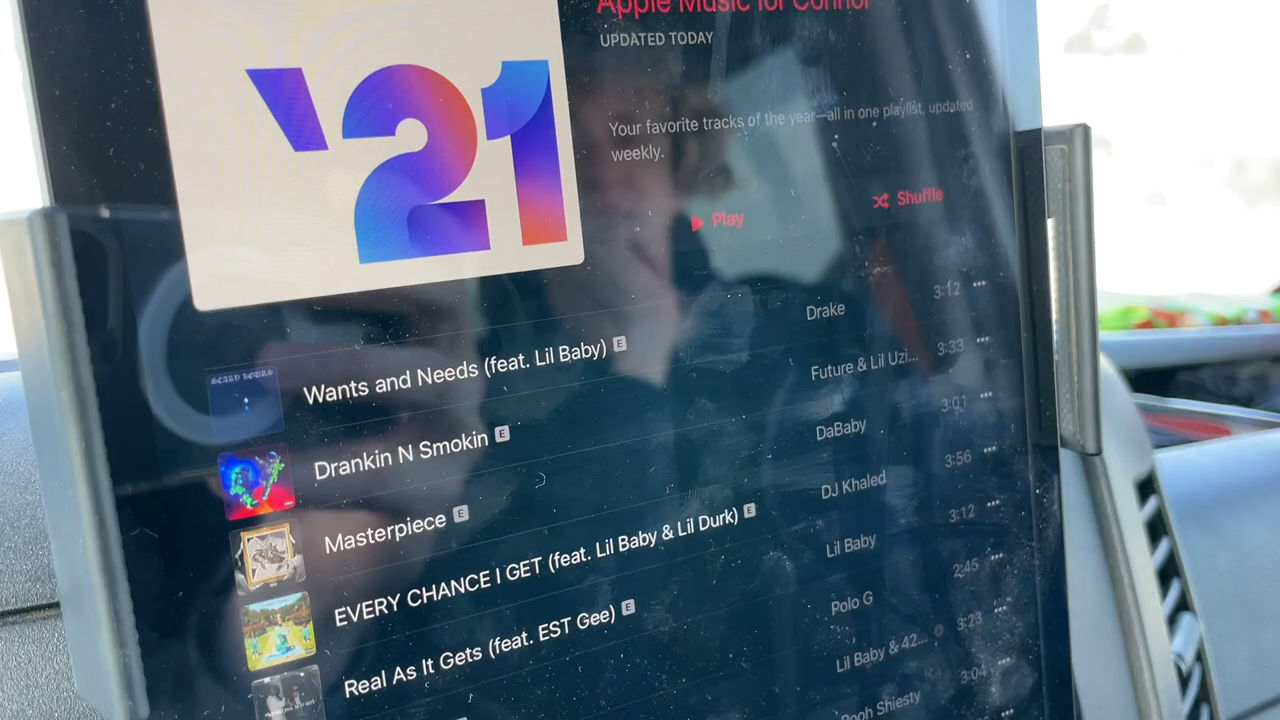 Apple Music for Connor
UPDATED TODAY
'21
Your favorite tracks of the year—all in one playlist, updated
weekly.
Play
Shuffle
Wants and Needs (feat. Lil Baby) E Drake 3:12
Drankin N Smokin E Future & Lil Uzi... 3:33
Masterpiece E DaBaby 3:01
EVERY CHANCE I GET (feat. Lil Baby & Lil Durk) E DJ Khaled 3:56
Real As It Gets (feat. EST Gee) E Lil Baby 3:12
Polo G 2:45
Lil Baby & 42... 3:23
Pooh Shiesty 3:04